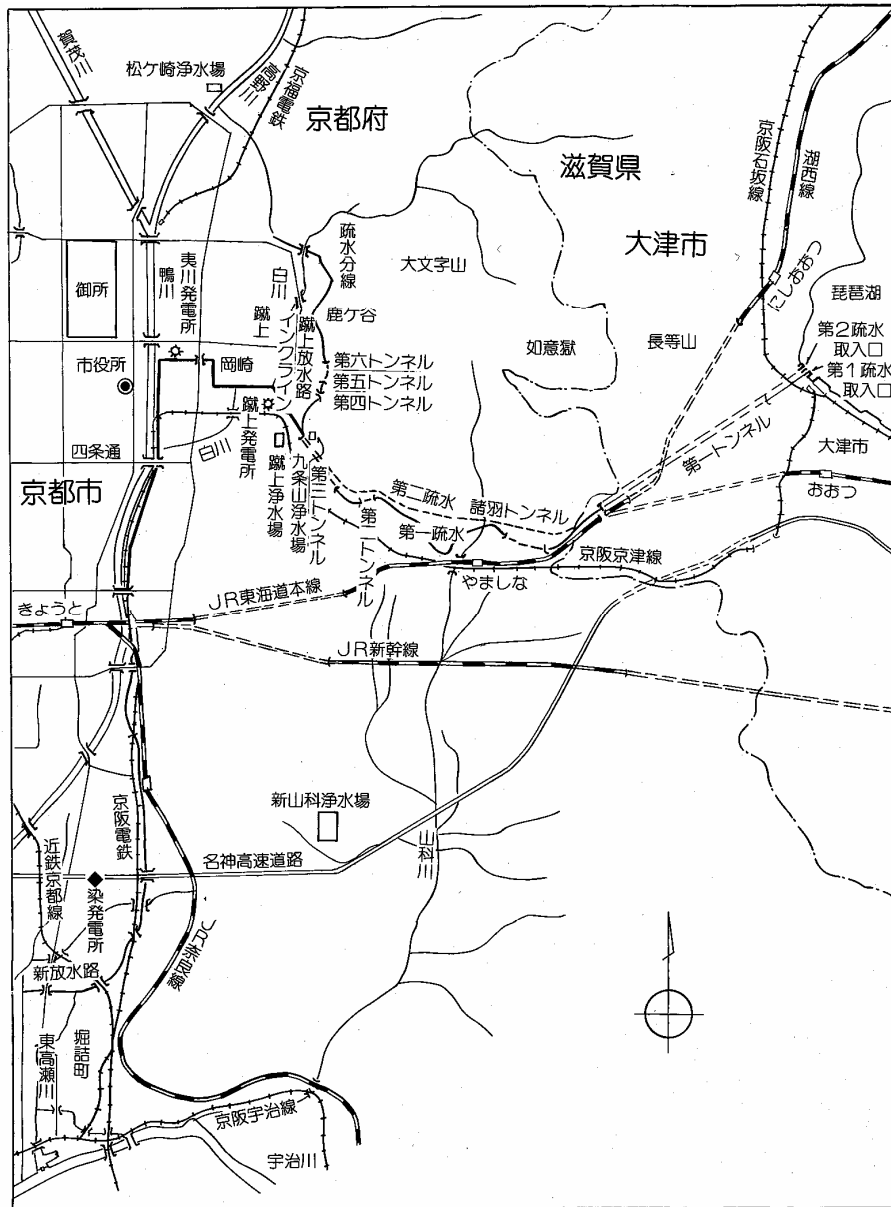 賀茂川
松ケ崎浄水場
高野川
京福電鉄
京都府
滋賀県
大津市
京阪石坂線
湖西線
にしおおつ
琵琶湖
第2疏水
取入口
第1疏水
取入口
大津市
おおつ
長等山
如意獄
大文字山
疏水分線
鹿ケ谷
白川
蹴上
インクライン
蹴上放水路
第六トンネル
第五トンネル
第四トンネル
御所
鴨川
夷川発電所
岡崎
市役所
四条通
白川
蹴上発電所
蹴上浄水場
九条山浄水場
第三トンネル
第二トンネル
第二疏水
第一疏水
諸羽トンネル
第一トンネル
京都市
京阪京津線
やましな
きょうと
JR東海道本線
JR新幹線
新山科浄水場
山科川
名神高速道路
京阪電鉄
近鉄京都線
染発電所
JR奈良線
新放水路
堀詰町
東高瀬川
京阪宇治線
宇治川